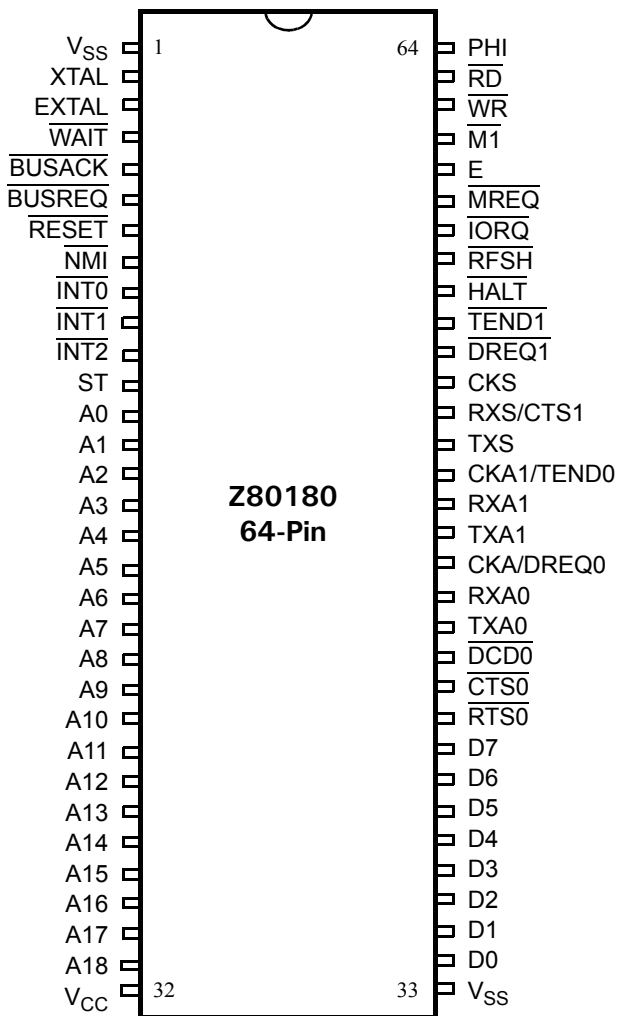 VSS 1 64 PHI
XTAL RD
EXTAL WR
WAIT M1
BUSACK E
BUSREQ MREQ
RESET IORQ
NMI RFSH
INT0 HALT
INT1 TEND1
INT2 DREQ1
ST CKS
A0 RXS/CTS1
A1 TXS
A2 CKA1/TEND0
A3 RXA1
A4 TXA1
A5 CKA/DREQ0
A6 RXA0
A7 TXA0
A8 DCD0
A9 CTS0
A10 RTS0
A11 D7
A12 D6
A13 D5
A14 D4
A15 D3
A16 D2
A17 D1
A18 D0
VCC 32 33 VSS
Z80180
64-Pin